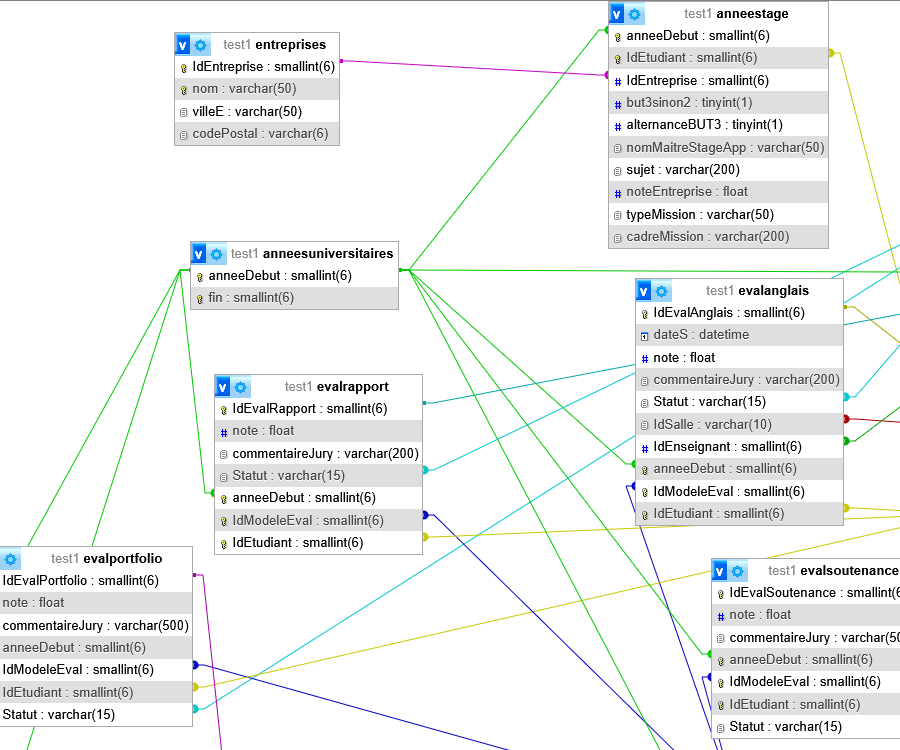 test1 entreprises
IdEntreprise : smallint(6)
nom : varchar(50)
villeE : varchar(50)
codePostal : varchar(6)
test1 anneestage
anneeDebut : smallint(6)
IdEtudiant : smallint(6)
IdEntreprise : smallint(6)
but3sinon2 : tinyint(1)
alternanceBUT3 : tinyint(1)
nomMaitreStageApp : varchar(50)
sujet : varchar(200)
noteEntreprise : float
typeMission : varchar(50)
cadreMission : varchar(200)
test1 anneesuniversitaires
anneeDebut : smallint(6)
fin : smallint(6)
test1 evalanglais
IdEvalAnglais : smallint(6)
dateS : datetime
note : float
commentaireJury : varchar(200)
Statut : varchar(15)
IdSalle : varchar(10)
IdEnseignant : smallint(6)
anneeDebut : smallint(6)
IdModeleEval : smallint(6)
IdEtudiant : smallint(6)
test1 evalrapport
IdEvalRapport : smallint(6)
note : float
commentaireJury : varchar(200)
Statut : varchar(15)
anneeDebut : smallint(6)
IdModeleEval : smallint(6)
IdEtudiant : smallint(6)
test1 evalportfolio
IdEvalPortfolio : smallint(6)
note : float
commentaireJury : varchar(500)
anneeDebut : smallint(6)
IdModeleEval : smallint(6)
IdEtudiant : smallint(6)
Statut : varchar(15)
test1 evalsoutenance
IdEvalSoutenance : smallint(6
note : float
commentaireJury : varchar(50
anneeDebut : smallint(6)
IdModeleEval : smallint(6)
IdEtudiant : smallint(6)
Statut : varchar(15)